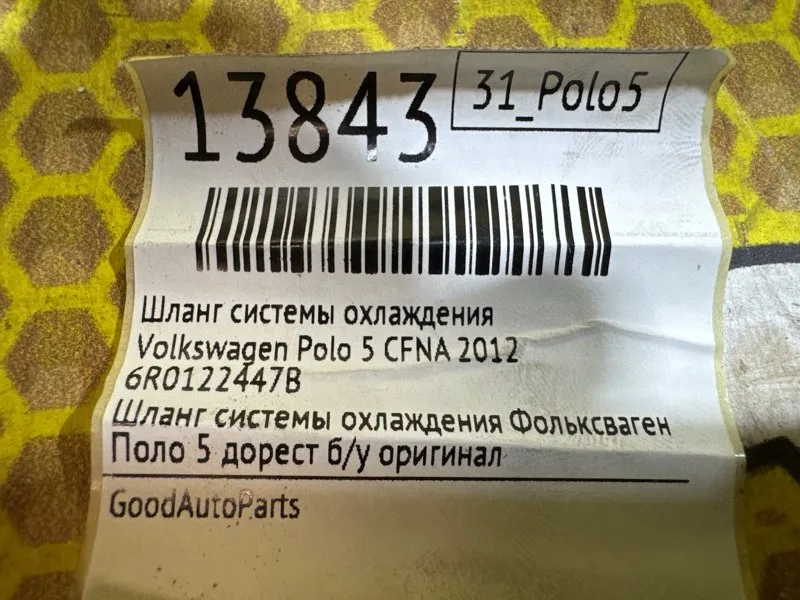 13843
31_Polo5
Шланг системы охлаждения
Volkswagen Polo 5 CFNA 2012
6R0122447B
Шланг системы охлаждения Фольксваген
Поло 5 дорест б/у оригинал
GoodAutoParts